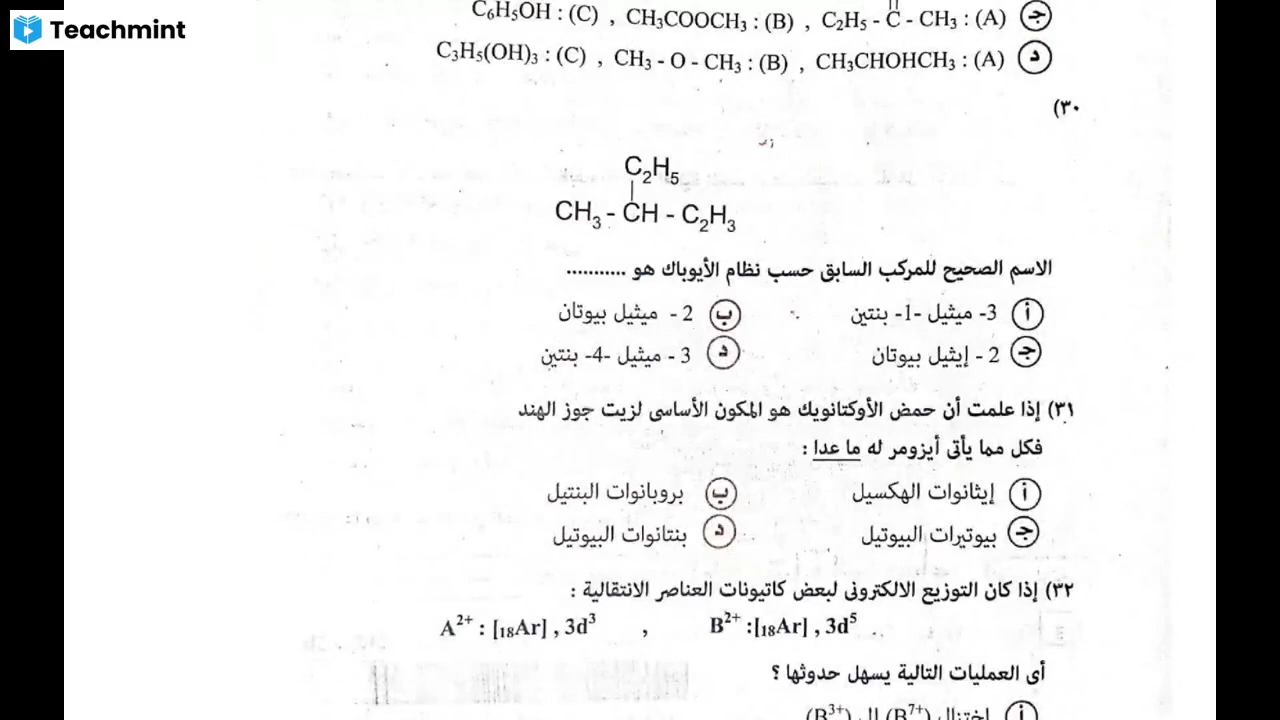 Teachmint
ج (A) : CH₃ - C - C₂H₅ , (B) : CH₃COOCH₃ , (C) : C₆H₅OH
د (A) : CH₃CHOHCH₃ , (B) : CH₃ - O - CH₃ , (C) : C₃H₅(OH)₃
٣٠)
C₂H₅
CH₃ - CH - C₂H₃
الاسم الصحيح للمركب السابق حسب نظام الأيوباك هو ...........
أ 3- ميثيل -1- بنتين ب 2 - ميثيل بيوتان
ج 2 - إيثيل بيوتان د 3 - ميثيل -4- بنتين
٣١) إذا علمت أن حمض الأوكتانويك هو المكون الأساسى لزيت جوز الهند
فكل مما يأتى أيزومر له ما عدا :
أ إيثانوات الهكسيل ب بروبانوات البنتيل
ج بيوتيرات البيوتيل د بنتانوات البيوتيل
٣٢) إذا كان التوزيع الالكترونى لبعض كاتيونات العناصر الانتقالية :
A²⁺ : [₁₈Ar] , 3d³ , B²⁺ :[₁₈Ar] , 3d⁵
أى العمليات التالية يسهل حدوثها ؟
أ اختزال (B⁷⁺) إلى (B³⁺)